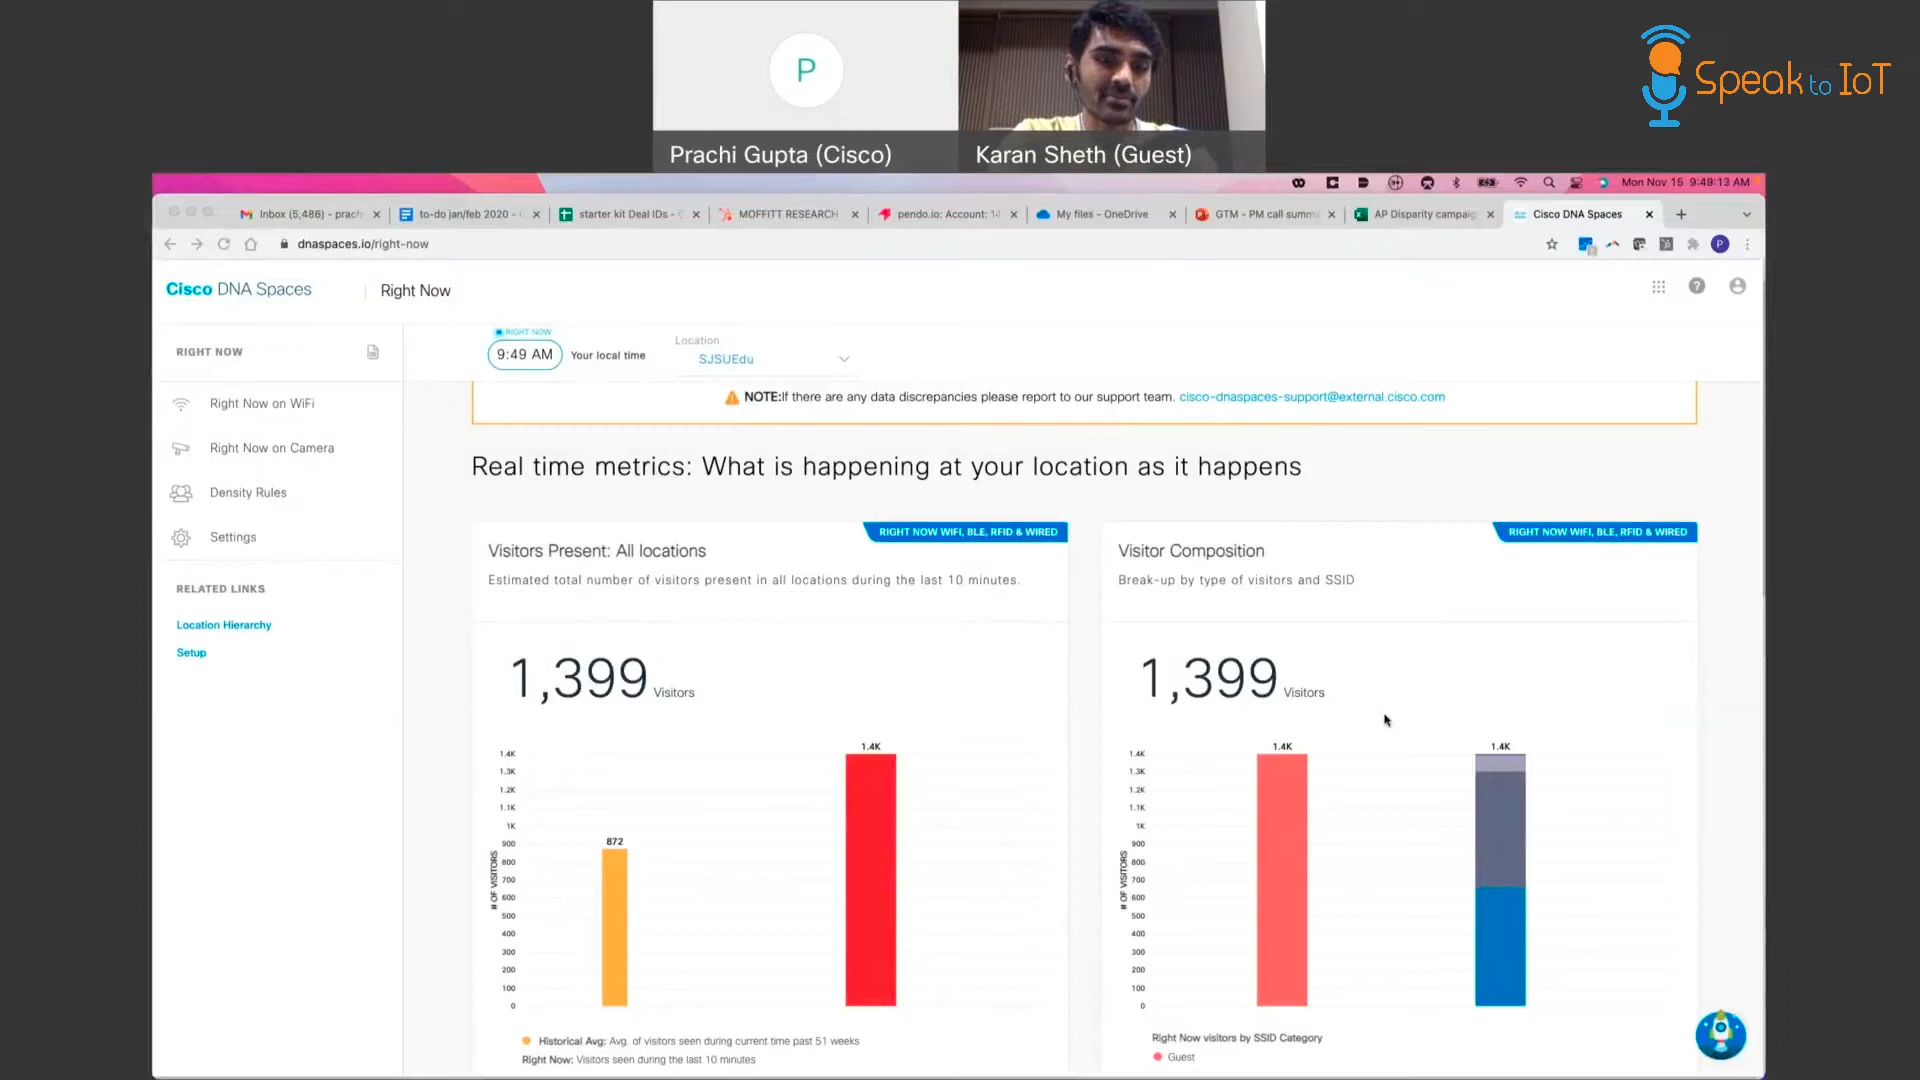 P
Prachi Gupta (Cisco)
Karan Sheth (Guest)
Speak to IoT
Mon Nov 15 9:49:13 AM
Inbox (5,486) - prach
to-do jan/feb 2020 -
starter kit Deal IDs -
MOFFITT RESEARCH
pendo.io: Account: 14
My files - OneDrive
GTM - PM call summa
AP Disparity campaig
Cisco DNA Spaces
dnaspaces.io/right-now
P
Cisco DNA Spaces
Right Now
RIGHT NOW
Right Now on WiFi
Right Now on Camera
Density Rules
Settings
RELATED LINKS
Location Hierarchy
Setup
RIGHT NOW
9:49 AM
Your local time
Location
SJSUEdu
NOTE:If there are any data discrepancies please report to our support team. cisco-dnaspaces-support@external.cisco.com
Real time metrics: What is happening at your location as it happens
RIGHT NOW WIFI, BLE, RFID & WIRED
Visitors Present: All locations
Estimated total number of visitors present in all locations during the last 10 minutes.
1,399 Visitors
1.4K
1.4K
1.3K
1.2K
1.1K
1K
900
872
800
700
600
500
400
300
200
100
0
# OF VISITORS
Historical Avg: Avg. of visitors seen during current time past 51 weeks
Right Now: Visitors seen during the last 10 minutes
RIGHT NOW WIFI, BLE, RFID & WIRED
Visitor Composition
Break-up by type of visitors and SSID
1,399 Visitors
1.4K
1.4K
1.4K
1.3K
1.2K
1.1K
1K
900
800
700
600
500
400
300
200
100
0
# OF VISITORS
Right Now visitors by SSID Category
Guest